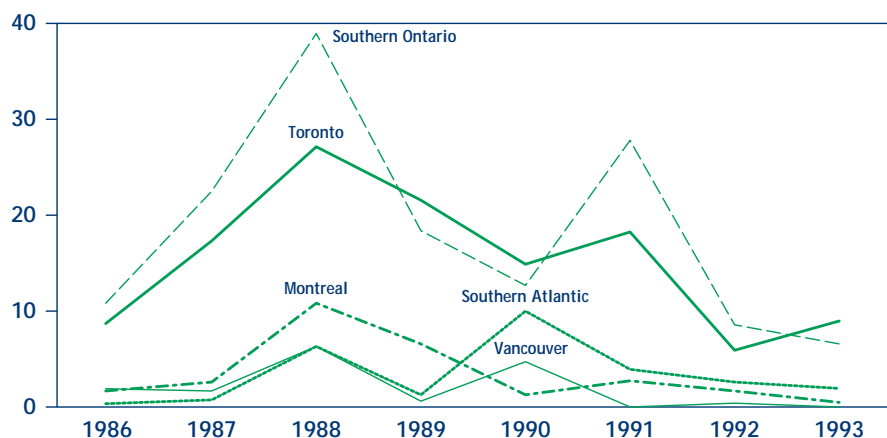 40
Southern Ontario
30
Toronto
20
Montreal
Southern Atlantic
10
Vancouver
0
1986 1987 1988 1989 1990 1991 1992 1993